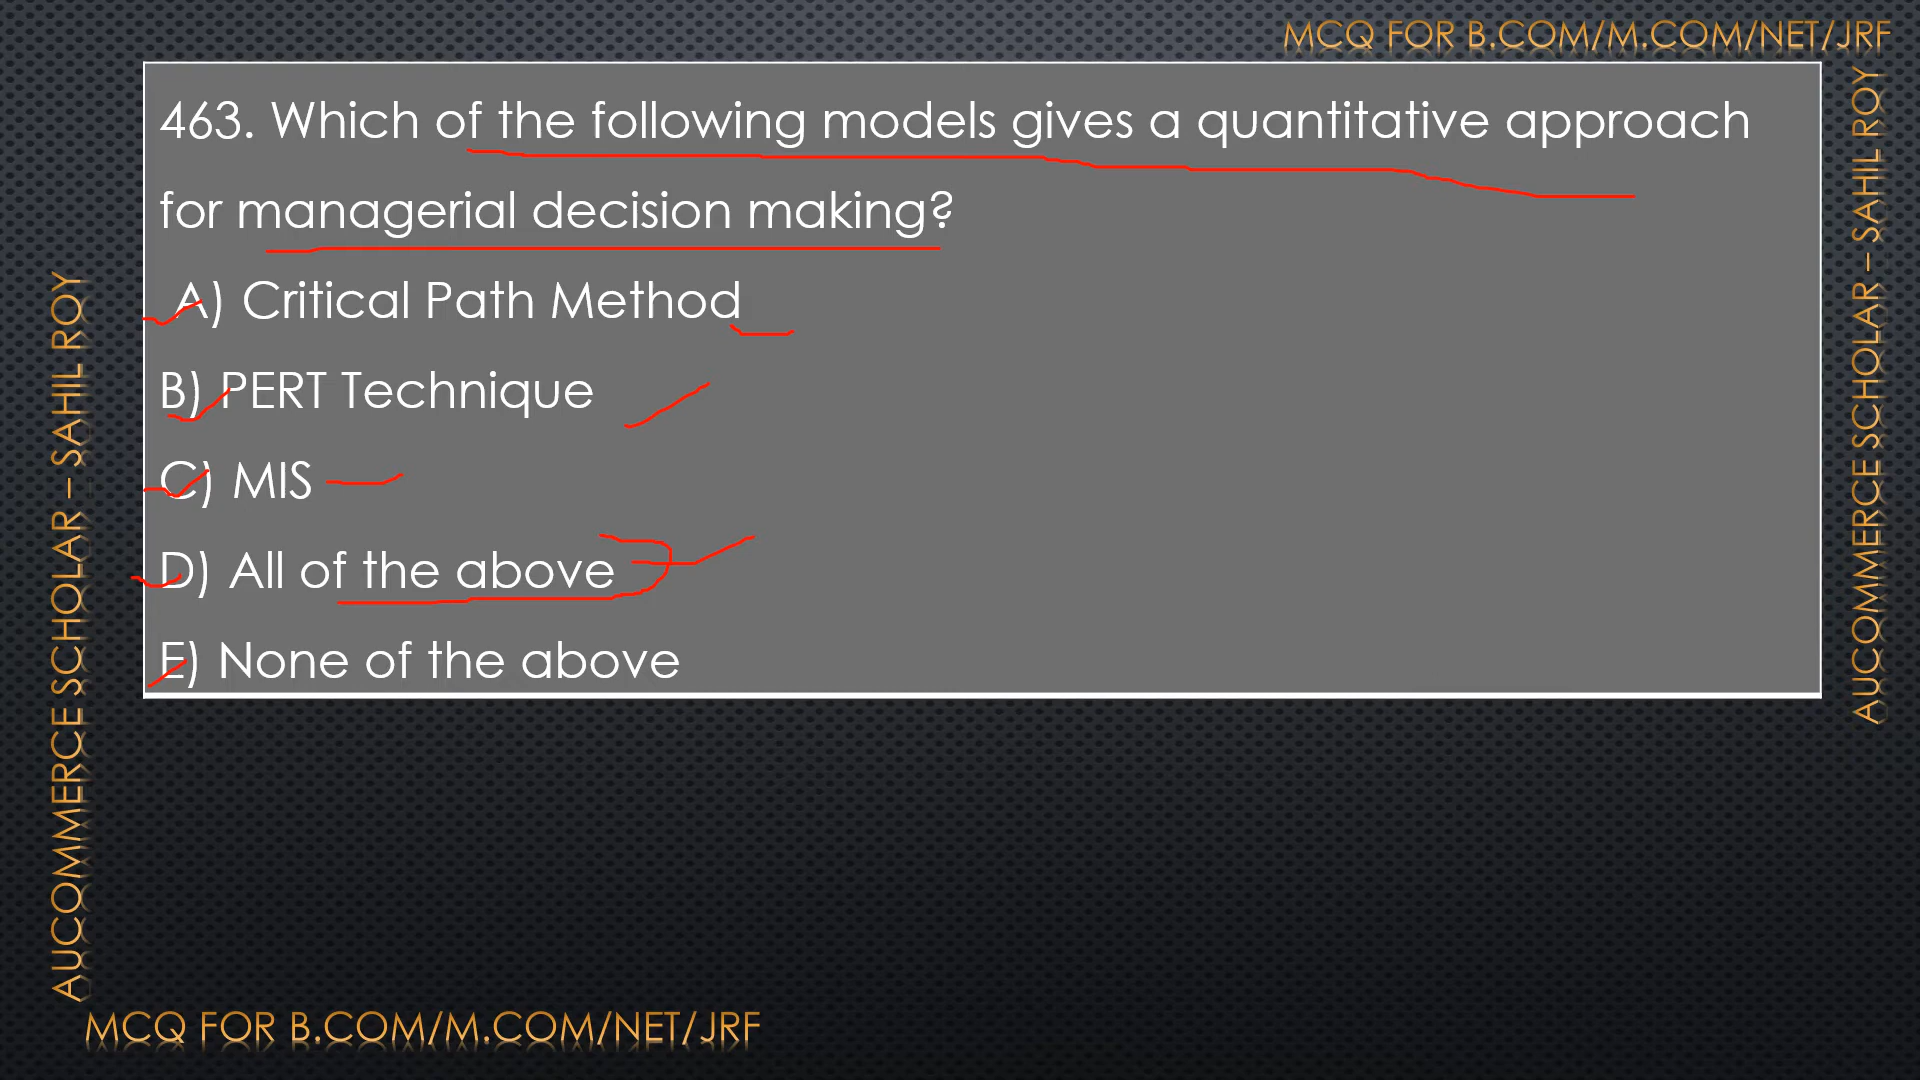 MCQ FOR B.COM/M.COM/NET/JRF
463. Which of the following models gives a quantitative approach
for managerial decision making?
A) Critical Path Method
B) PERT Technique
C) MIS
D) All of the above
E) None of the above
AUCOMMERCE SCHOLAR – SAHIL ROY
AUCOMMERCE SCHOLAR – SAHIL ROY
MCQ FOR B.COM/M.COM/NET/JRF